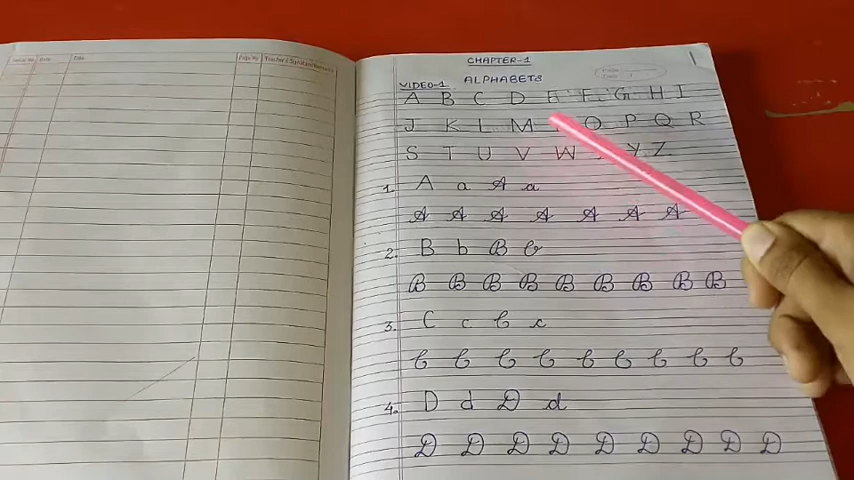 CHAPTER-1
ALPHABETS
VIDEO-1
A B C D E F G H I
J K L M O P Q R
S T U V W Y Z
1. A a A a
A A A A A A A
2. B b B b
B B B B B B B B B
3. C c C c
C C C C C C C C C
4. D d D d
D D D D D D D D D